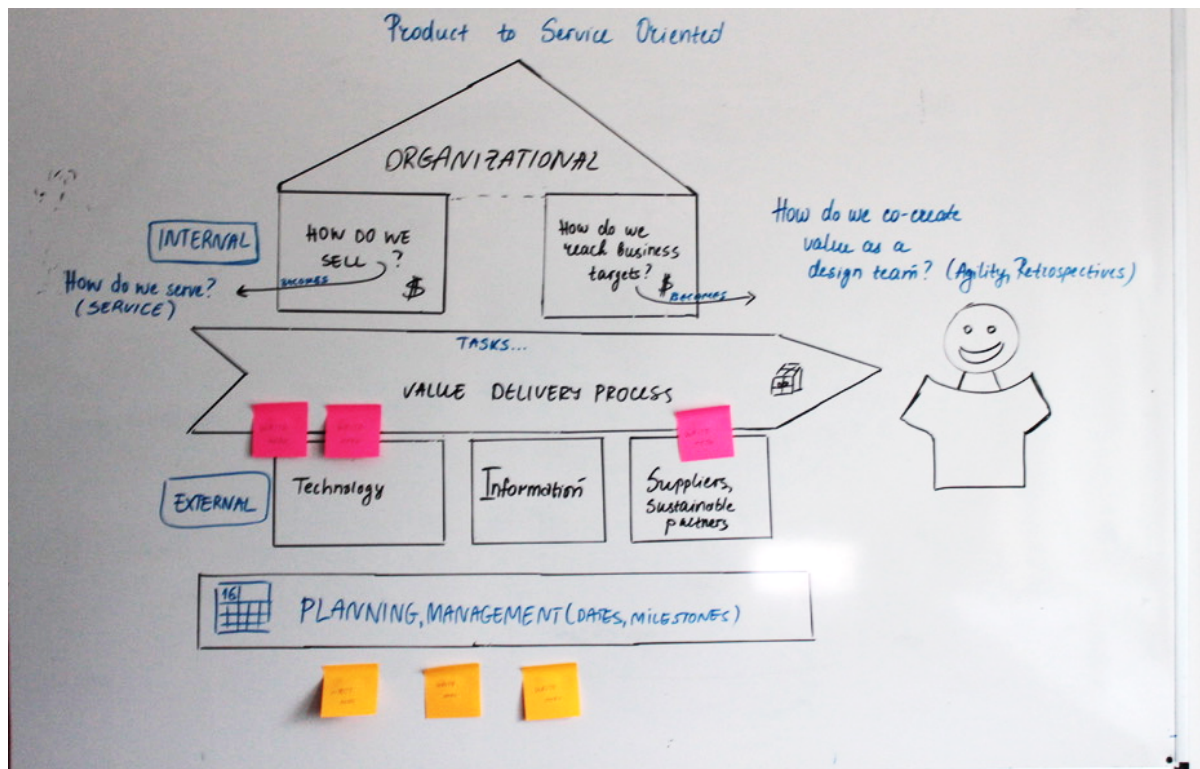 Product to Service Oriented
ORGANIZATIONAL
INTERNAL
HOW DO WE
SELL ?
$
BECOMES
How do we serve?
(SERVICE)
How do we
reach business
targets?
$
BECOMES
How do we co-create
value as a
design team? (Agility, Retrospectives)
TASKS...
VALUE DELIVERY PROCESS
EXTERNAL
Technology
Information
Suppliers,
sustainable
partners
16
PLANNING, MANAGEMENT (DATES, MILESTONES)